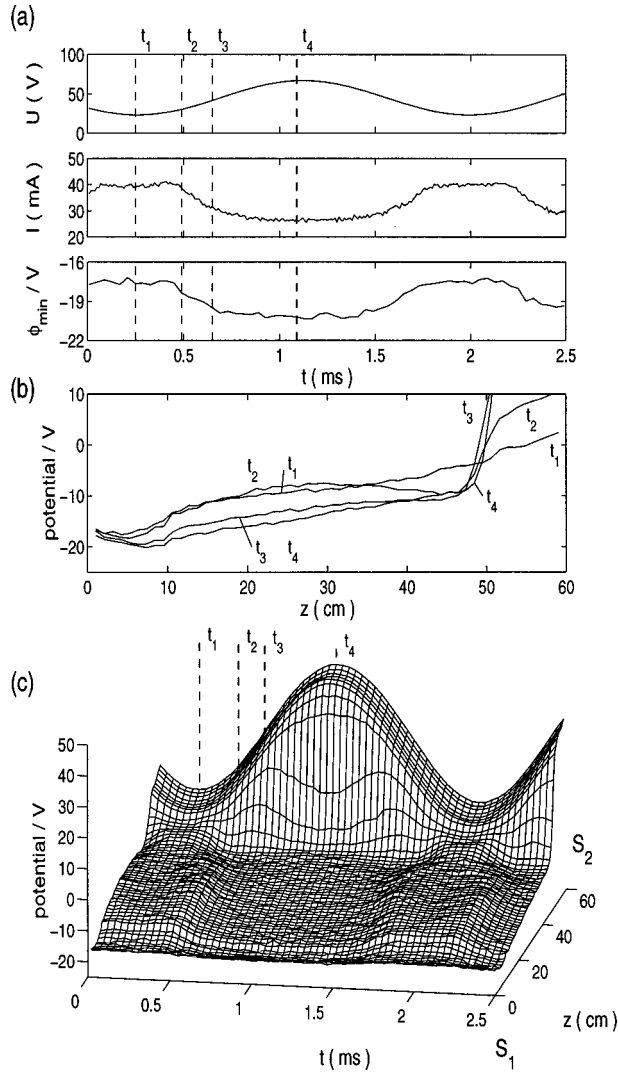 (a)
t1 t2 t3 t4
100
50
0
U ( V )
50
40
30
20
I ( mA )
-16
-19
-22
ϕmin / V
0 0.5 1 1.5 2 2.5
t ( ms )
(b)
10
0
-10
-20
potential / V
t3
t2
t1
t2 t1
t4
t3 t4
0 10 20 30 40 50 60
z ( cm )
(c)
t1 t2 t3 t4
50
40
30
20
10
0
-10
-20
potential / V
S2
60
40
20
0
z ( cm )
0 0.5 1 1.5 2 2.5
t ( ms )
S1